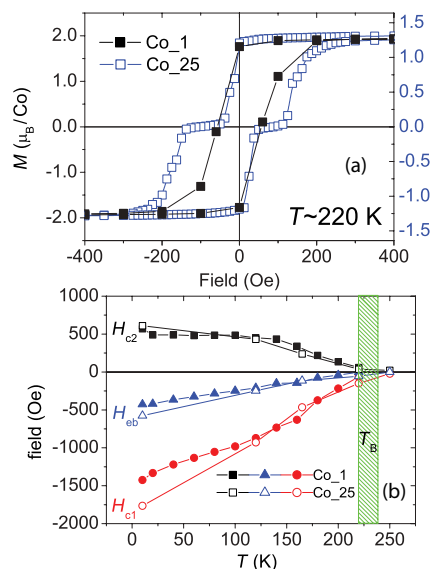 2.0
1.0
0.0
-1.0
-2.0
M (μB/Co)
1.5
1.0
0.5
0.0
-0.5
-1.0
-1.5
Co_1
Co_25
(a)
T~220 K
-400 -200 0 200 400
Field (Oe)
1000
500
0
-500
-1000
-1500
-2000
field (Oe)
Hc2
Heb
Hc1
TB
Co_1
Co_25
(b)
0 50 100 150 200 250
T (K)